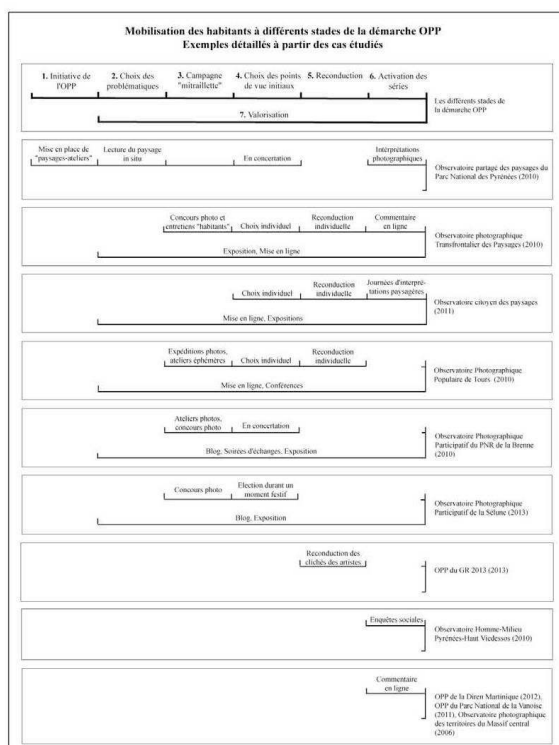 Mobilisation des habitants à différents stades de la démarche OPP
Exemples détaillés à partir des cas étudiés
1. Initiative de
l'OPP
2. Choix des
problématiques
3. Campagne
"mitraillette"
4. Choix des points
de vue initiaux
5. Reconduction
6. Activation des
séries
7. Valorisation
Les différents stades de
la démarche OPP
Mise en place de
"paysages-ateliers"
Lecture du paysage
in situ
En concertation
Interprétations
photographiques
Observatoire partagé des paysages du
Parc National des Pyrénées (2010)
Concours photo et
entretiens "habitants"
Choix individuel
Reconduction
individuelle
Commentaire
en ligne
Exposition, Mise en ligne
Observatoire photographique
Transfrontalier des Paysages (2010)
Choix individuel
Reconduction
individuelle
Journées d'interpré-
tations paysagères
Mise en ligne, Expositions
Observatoire citoyen des paysages
(2011)
Expéditions photos,
ateliers éphémères
Choix individuel
Reconduction
individuelle
Mise en ligne, Conférences
Observatoire Photographique
Populaire de Tours (2010)
Ateliers photos,
concours photo
En concertation
Blog, Soirées d'échanges, Exposition
Observatoire Photographique
Participatif du PNR de la Brenne
(2010)
Concours photo
Election durant un
moment festif
Blog, Exposition
Observatoire Photographique
Participatif de la Sélune (2013)
Reconduction des
clichés des artistes
OPP du GR 2013 (2013)
Enquêtes sociales
Observatoire Homme-Milieu
Pyrénées-Haut Vicdessos (2010)
Commentaire
en ligne
OPP de la Diren Martinique (2012),
OPP du Parc National de la Vanoise
(2011), Observatoire photographique
des territoires du Massif central
(2006)